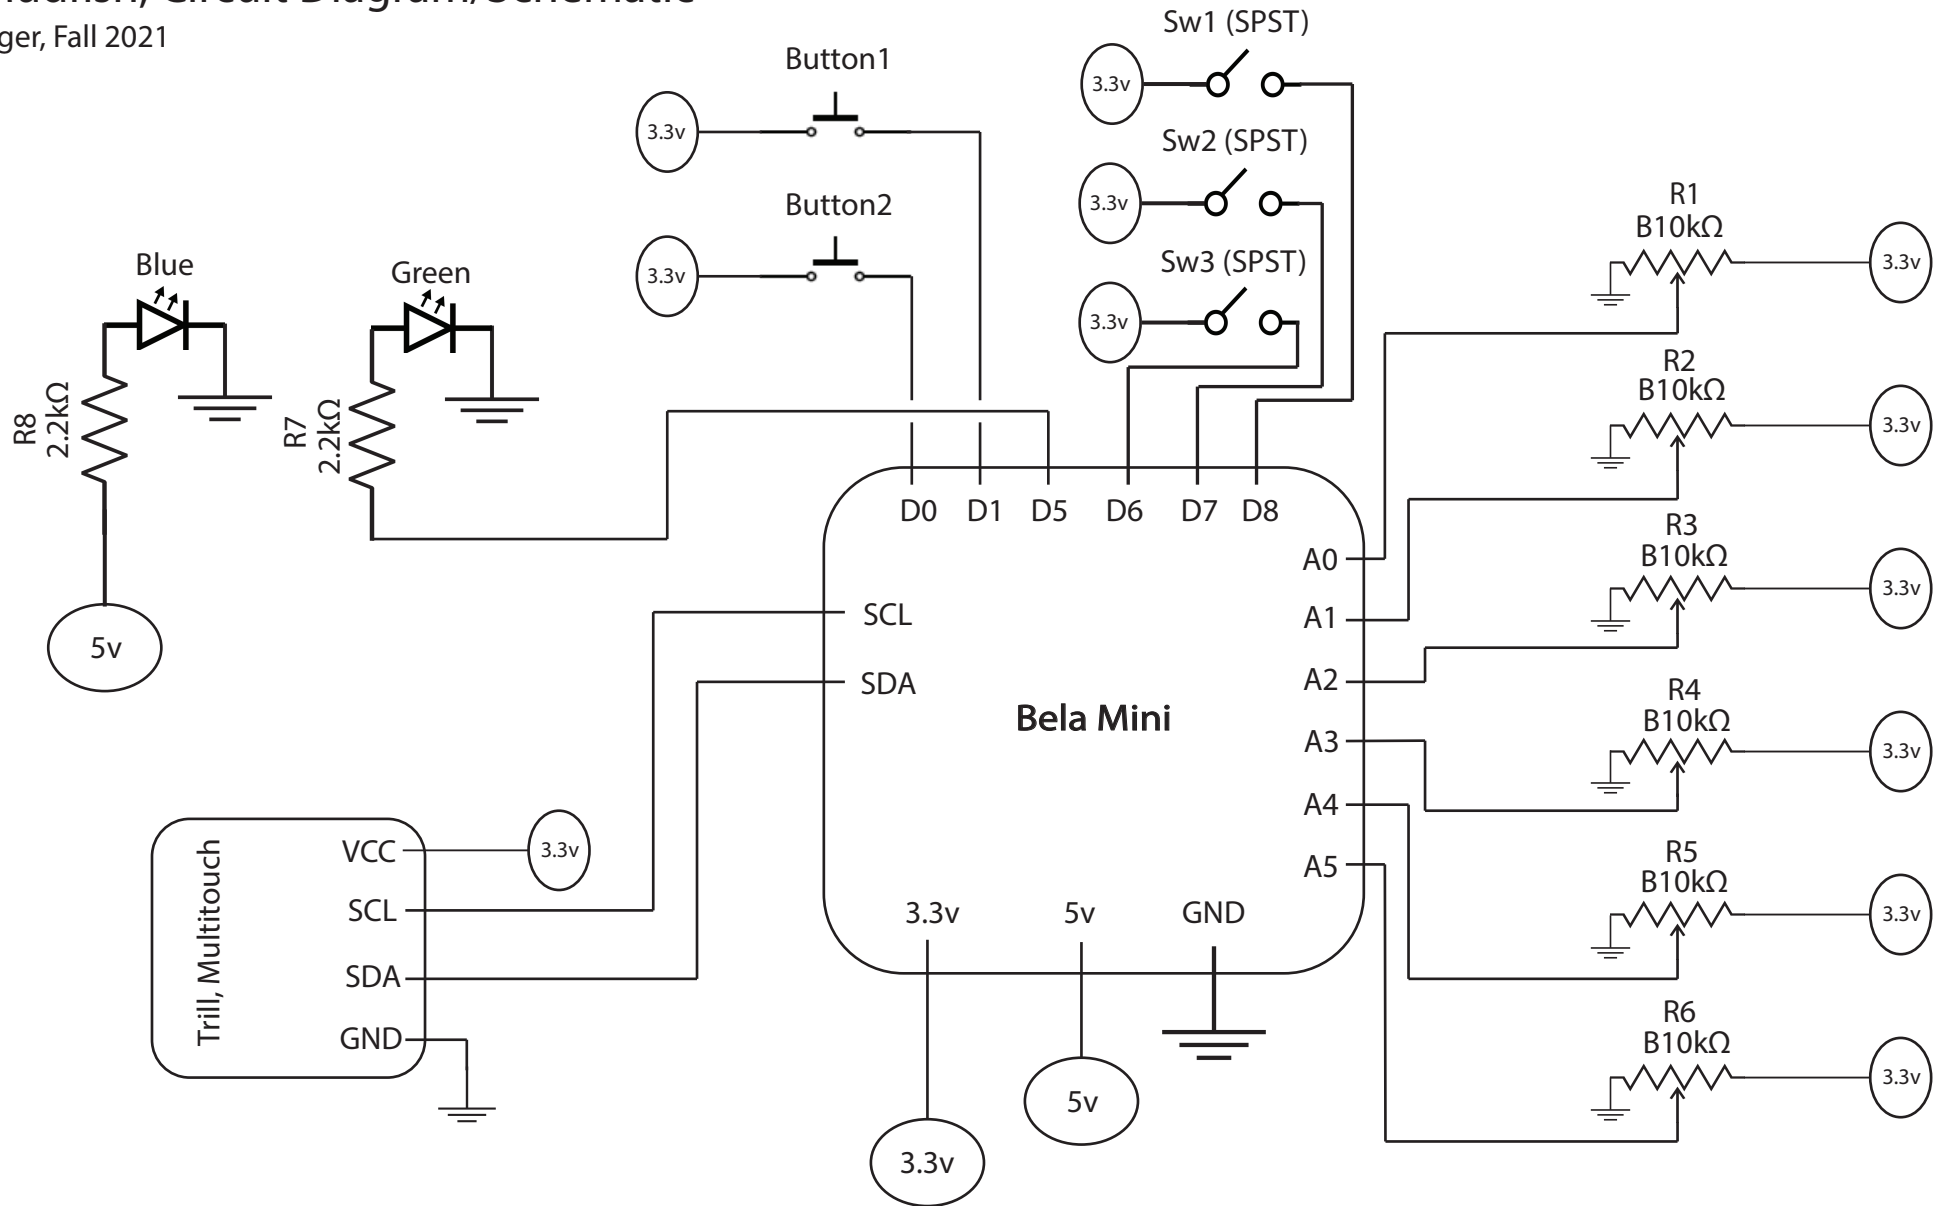 Circuit Diagram/Schematic
Fall 2021
Button1
3.3v
Button2
3.3v
Sw1 (SPST)
3.3v
Sw2 (SPST)
3.3v
Sw3 (SPST)
3.3v
Blue
R8
2.2kΩ
5v
Green
R7
2.2kΩ
D0 D1 D5 D6 D7 D8
SCL
SDA
Bela Mini
A0
A1
A2
A3
A4
A5
3.3v 5v GND
3.3v
5v
Trill, Multitouch
VCC
3.3v
SCL
SDA
GND
R1
B10kΩ
3.3v
R2
B10kΩ
3.3v
R3
B10kΩ
3.3v
R4
B10kΩ
3.3v
R5
B10kΩ
3.3v
R6
B10kΩ
3.3v